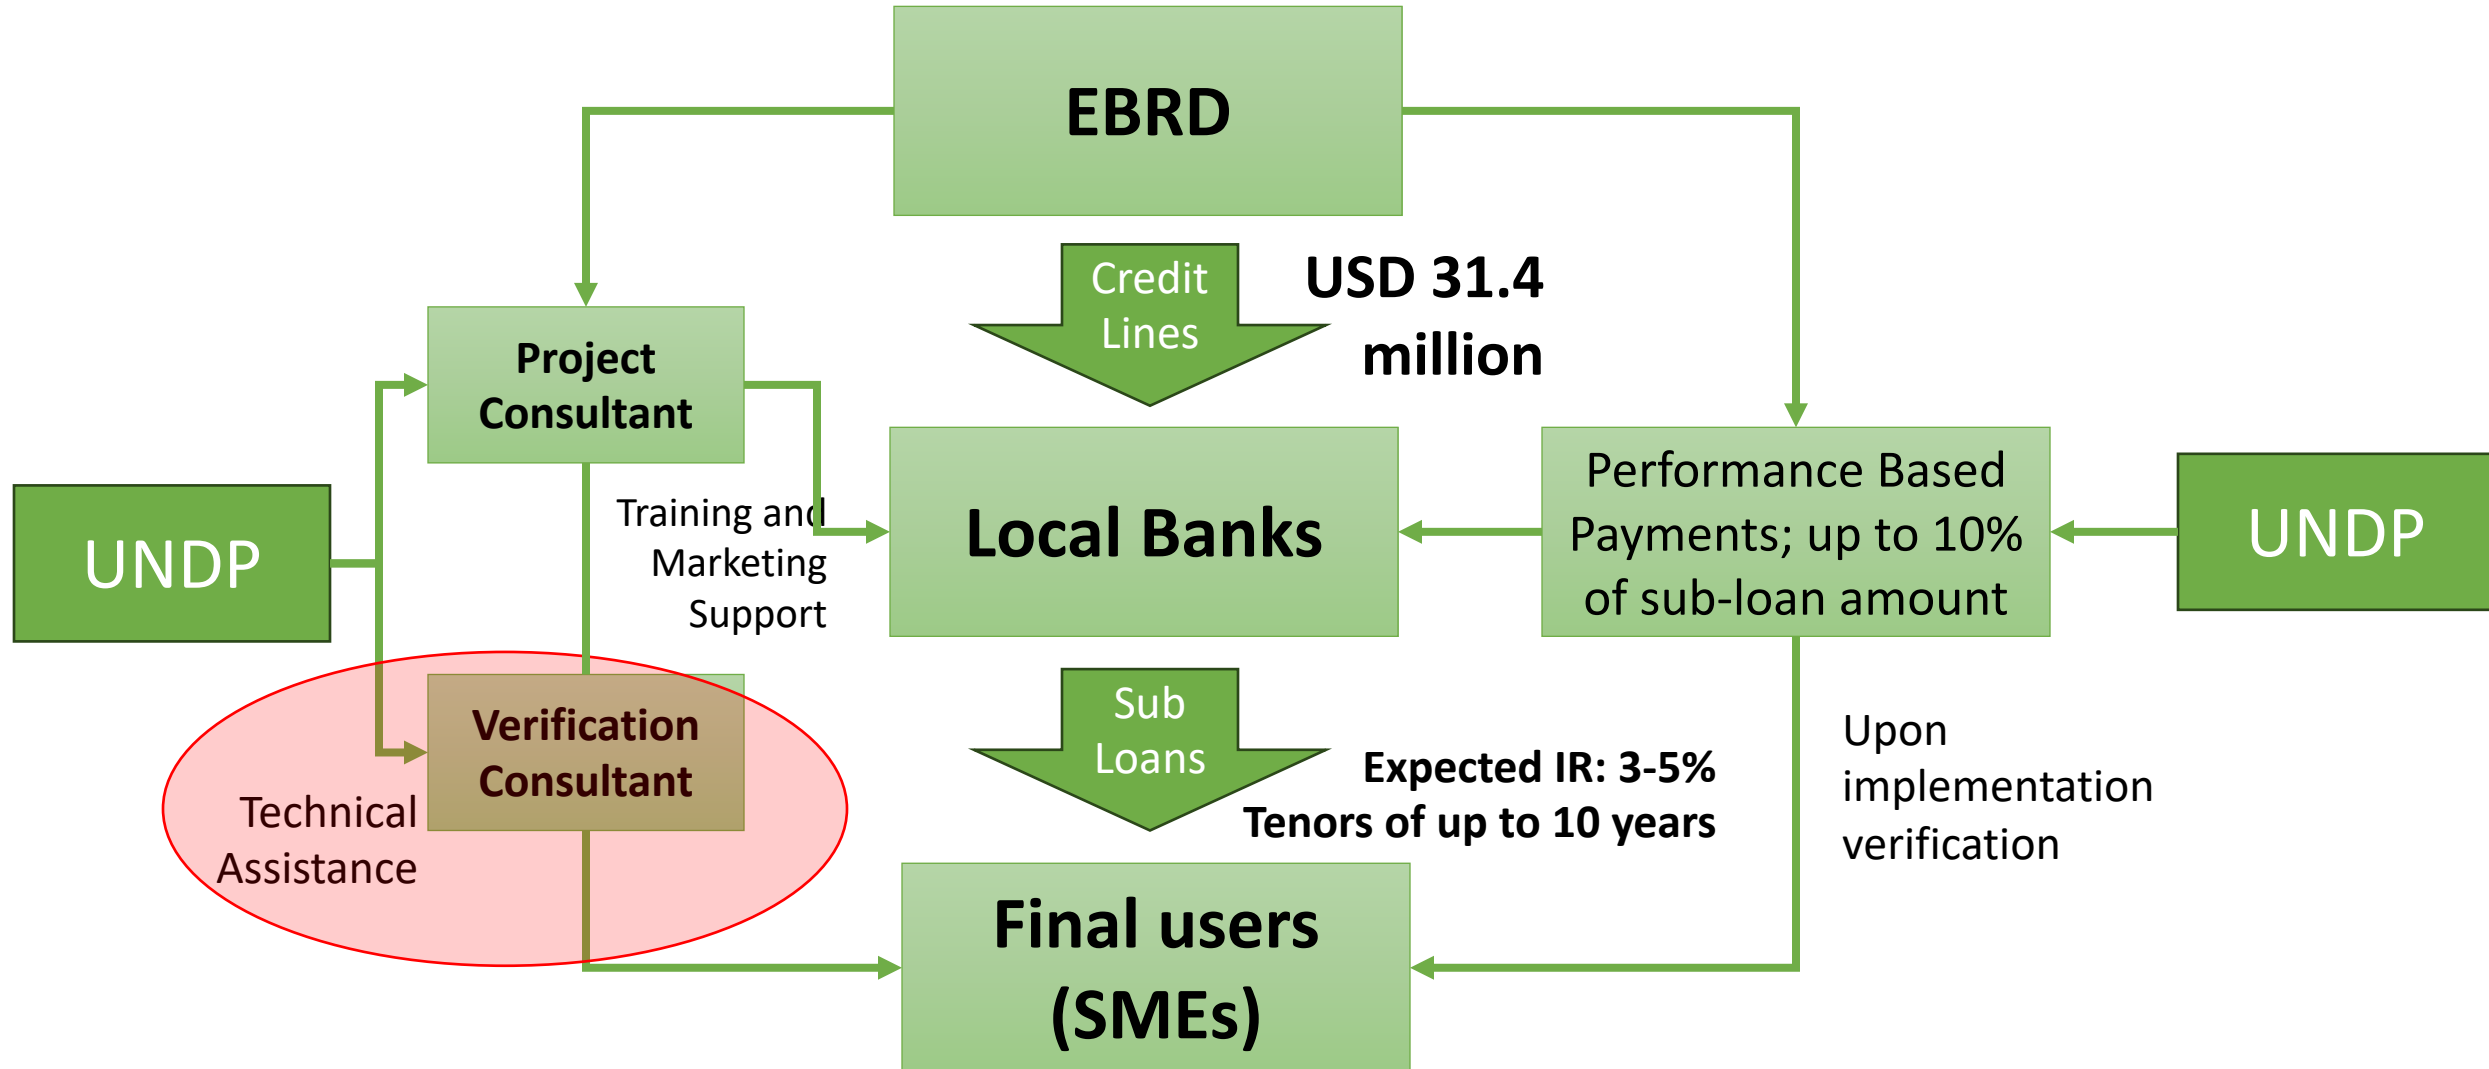 EBRD
Credit
Lines
USD 31.4
million
Project
Consultant
Training and
Marketing
Support
UNDP
Local Banks
Performance Based
Payments; up to 10%
of sub-loan amount
UNDP
Verification
Consultant
Technical
Assistance
Sub
Loans
Expected IR: 3-5%
Tenors of up to 10 years
Upon
implementation
verification
Final users
(SMEs)